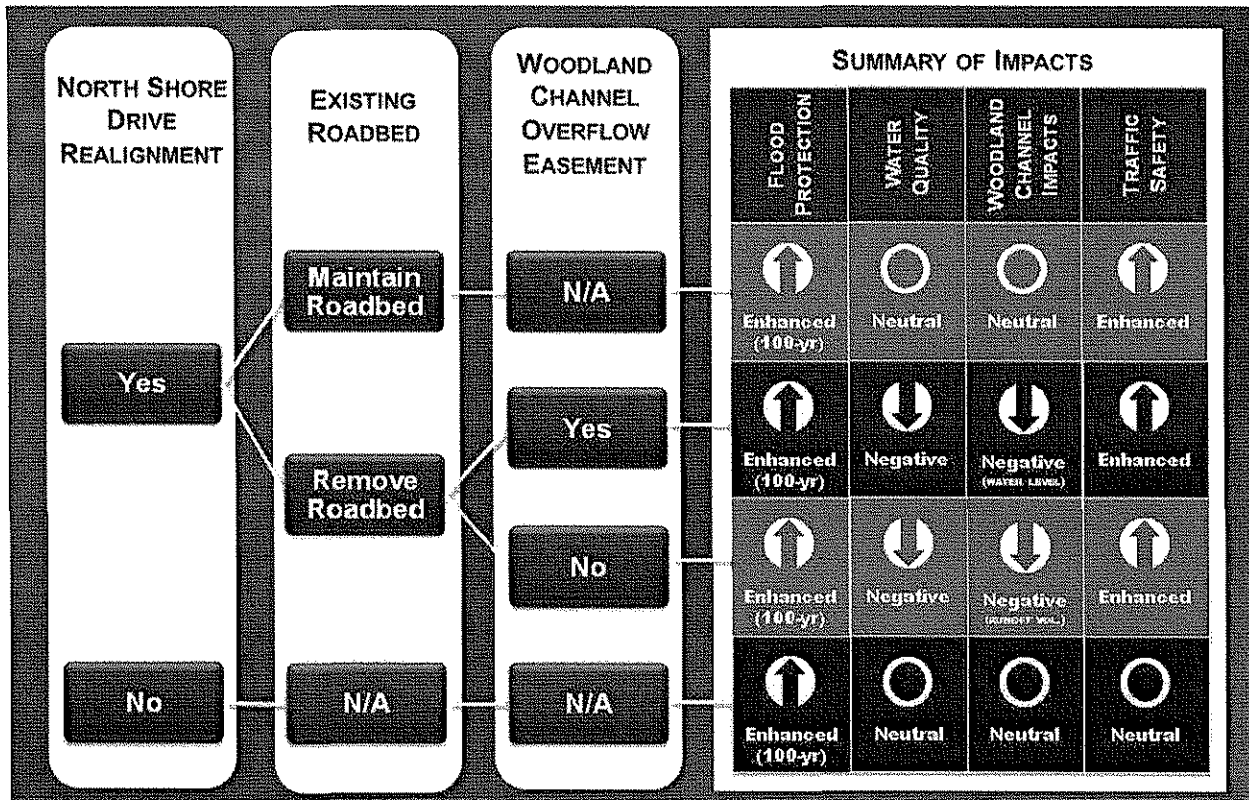 NORTH SHORE
DRIVE
REALIGNMENT
EXISTING
ROADBED
WOODLAND
CHANNEL
OVERFLOW
EASEMENT
SUMMARY OF IMPACTS
FLOOD
PROTECTION
WATER
QUALITY
WOODLAND
CHANNEL
IMPACTS
TRAFFIC
SAFETY
Yes
Maintain
Roadbed
N/A
Enhanced
(100-yr)
Neutral
Neutral
Enhanced
Remove
Roadbed
Yes
Enhanced
(100-yr)
Negative
Negative
(WATER LEVEL)
Enhanced
No
Enhanced
(100-yr)
Negative
Negative
(RUNOFF VOL.)
Enhanced
No
N/A
N/A
Enhanced
(100-yr)
Neutral
Neutral
Neutral